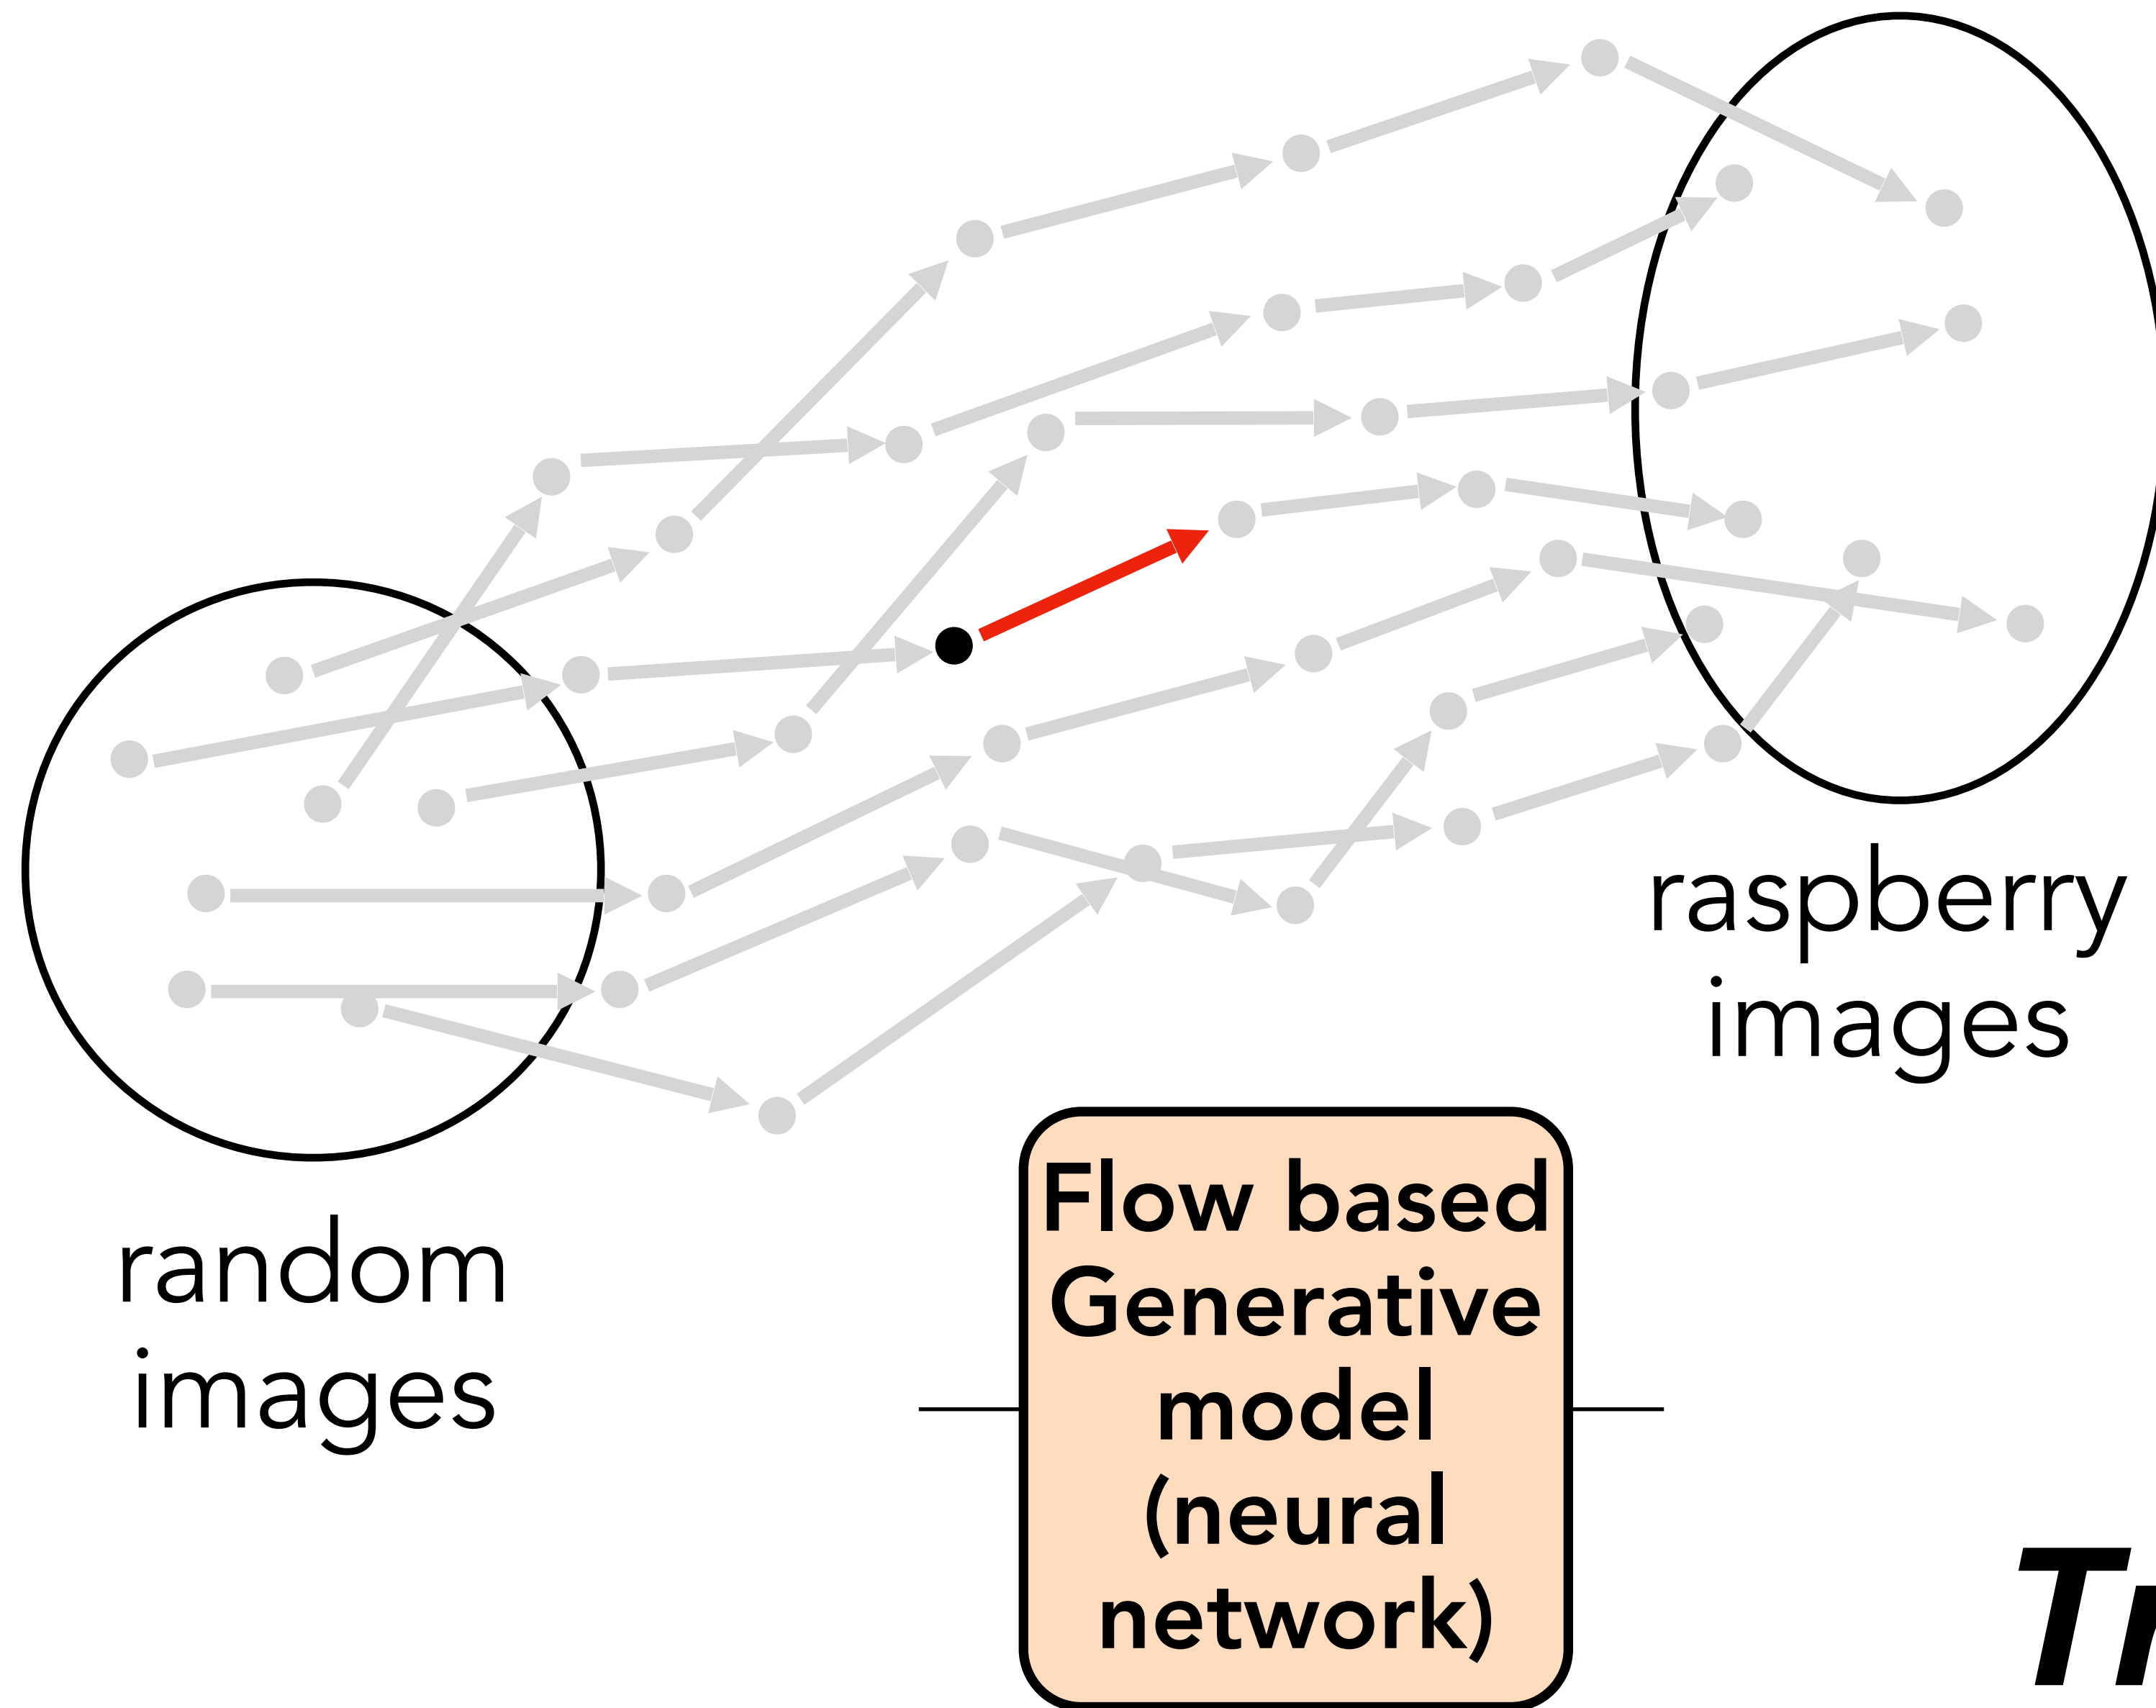 raspberry
images
random
images
Flow based
Generative
model
(neural
network)